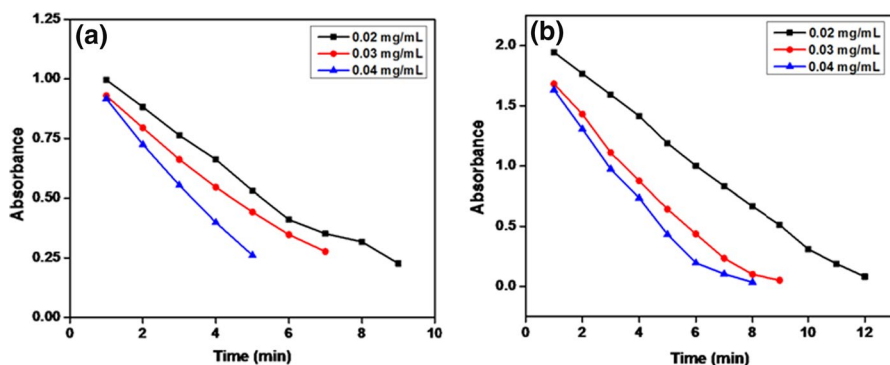 (a)
0.02 mg/mL
0.03 mg/mL
0.04 mg/mL
1.25
1.00
0.75
0.50
0.25
0.00
Absorbance
0 2 4 6 8 10
Time (min)
(b)
0.02 mg/mL
0.03 mg/mL
0.04 mg/mL
2.0
1.5
1.0
0.5
0.0
Absorbance
0 2 4 6 8 10 12
Time (min)